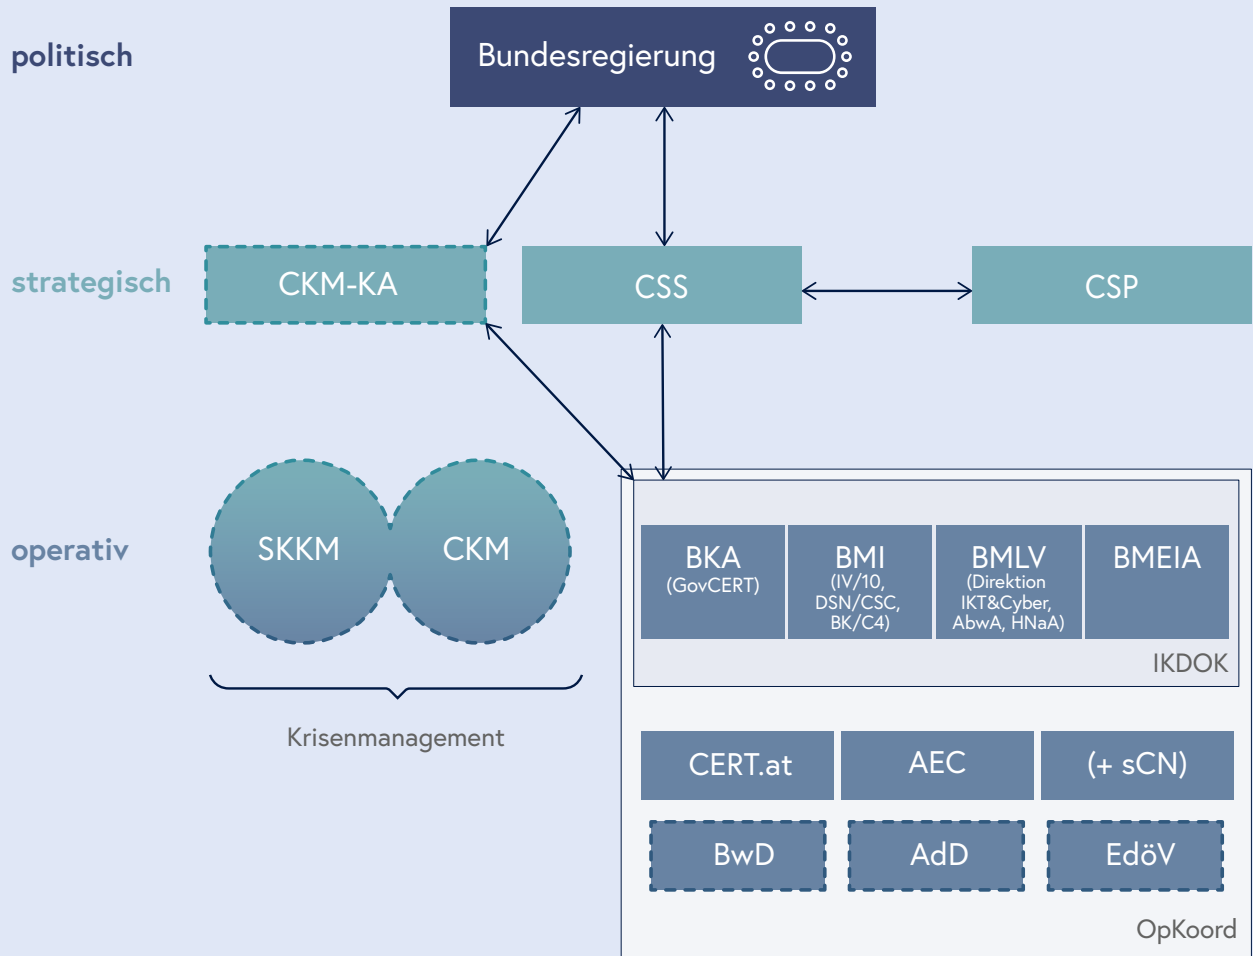 politisch
Bundesregierung
strategisch
CKM-KA
CSS
CSP
operativ
SKKM
CKM
Krisenmanagement
BKA
(GovCERT)
BMI
(IV/10,
DSN/CSC,
BK/C4)
BMLV
(Direktion
IKT&Cyber,
AbwA, HNaA)
BMEIA
IKDOK
CERT.at
AEC
(+ sCN)
BwD
AdD
EdöV
OpKoord